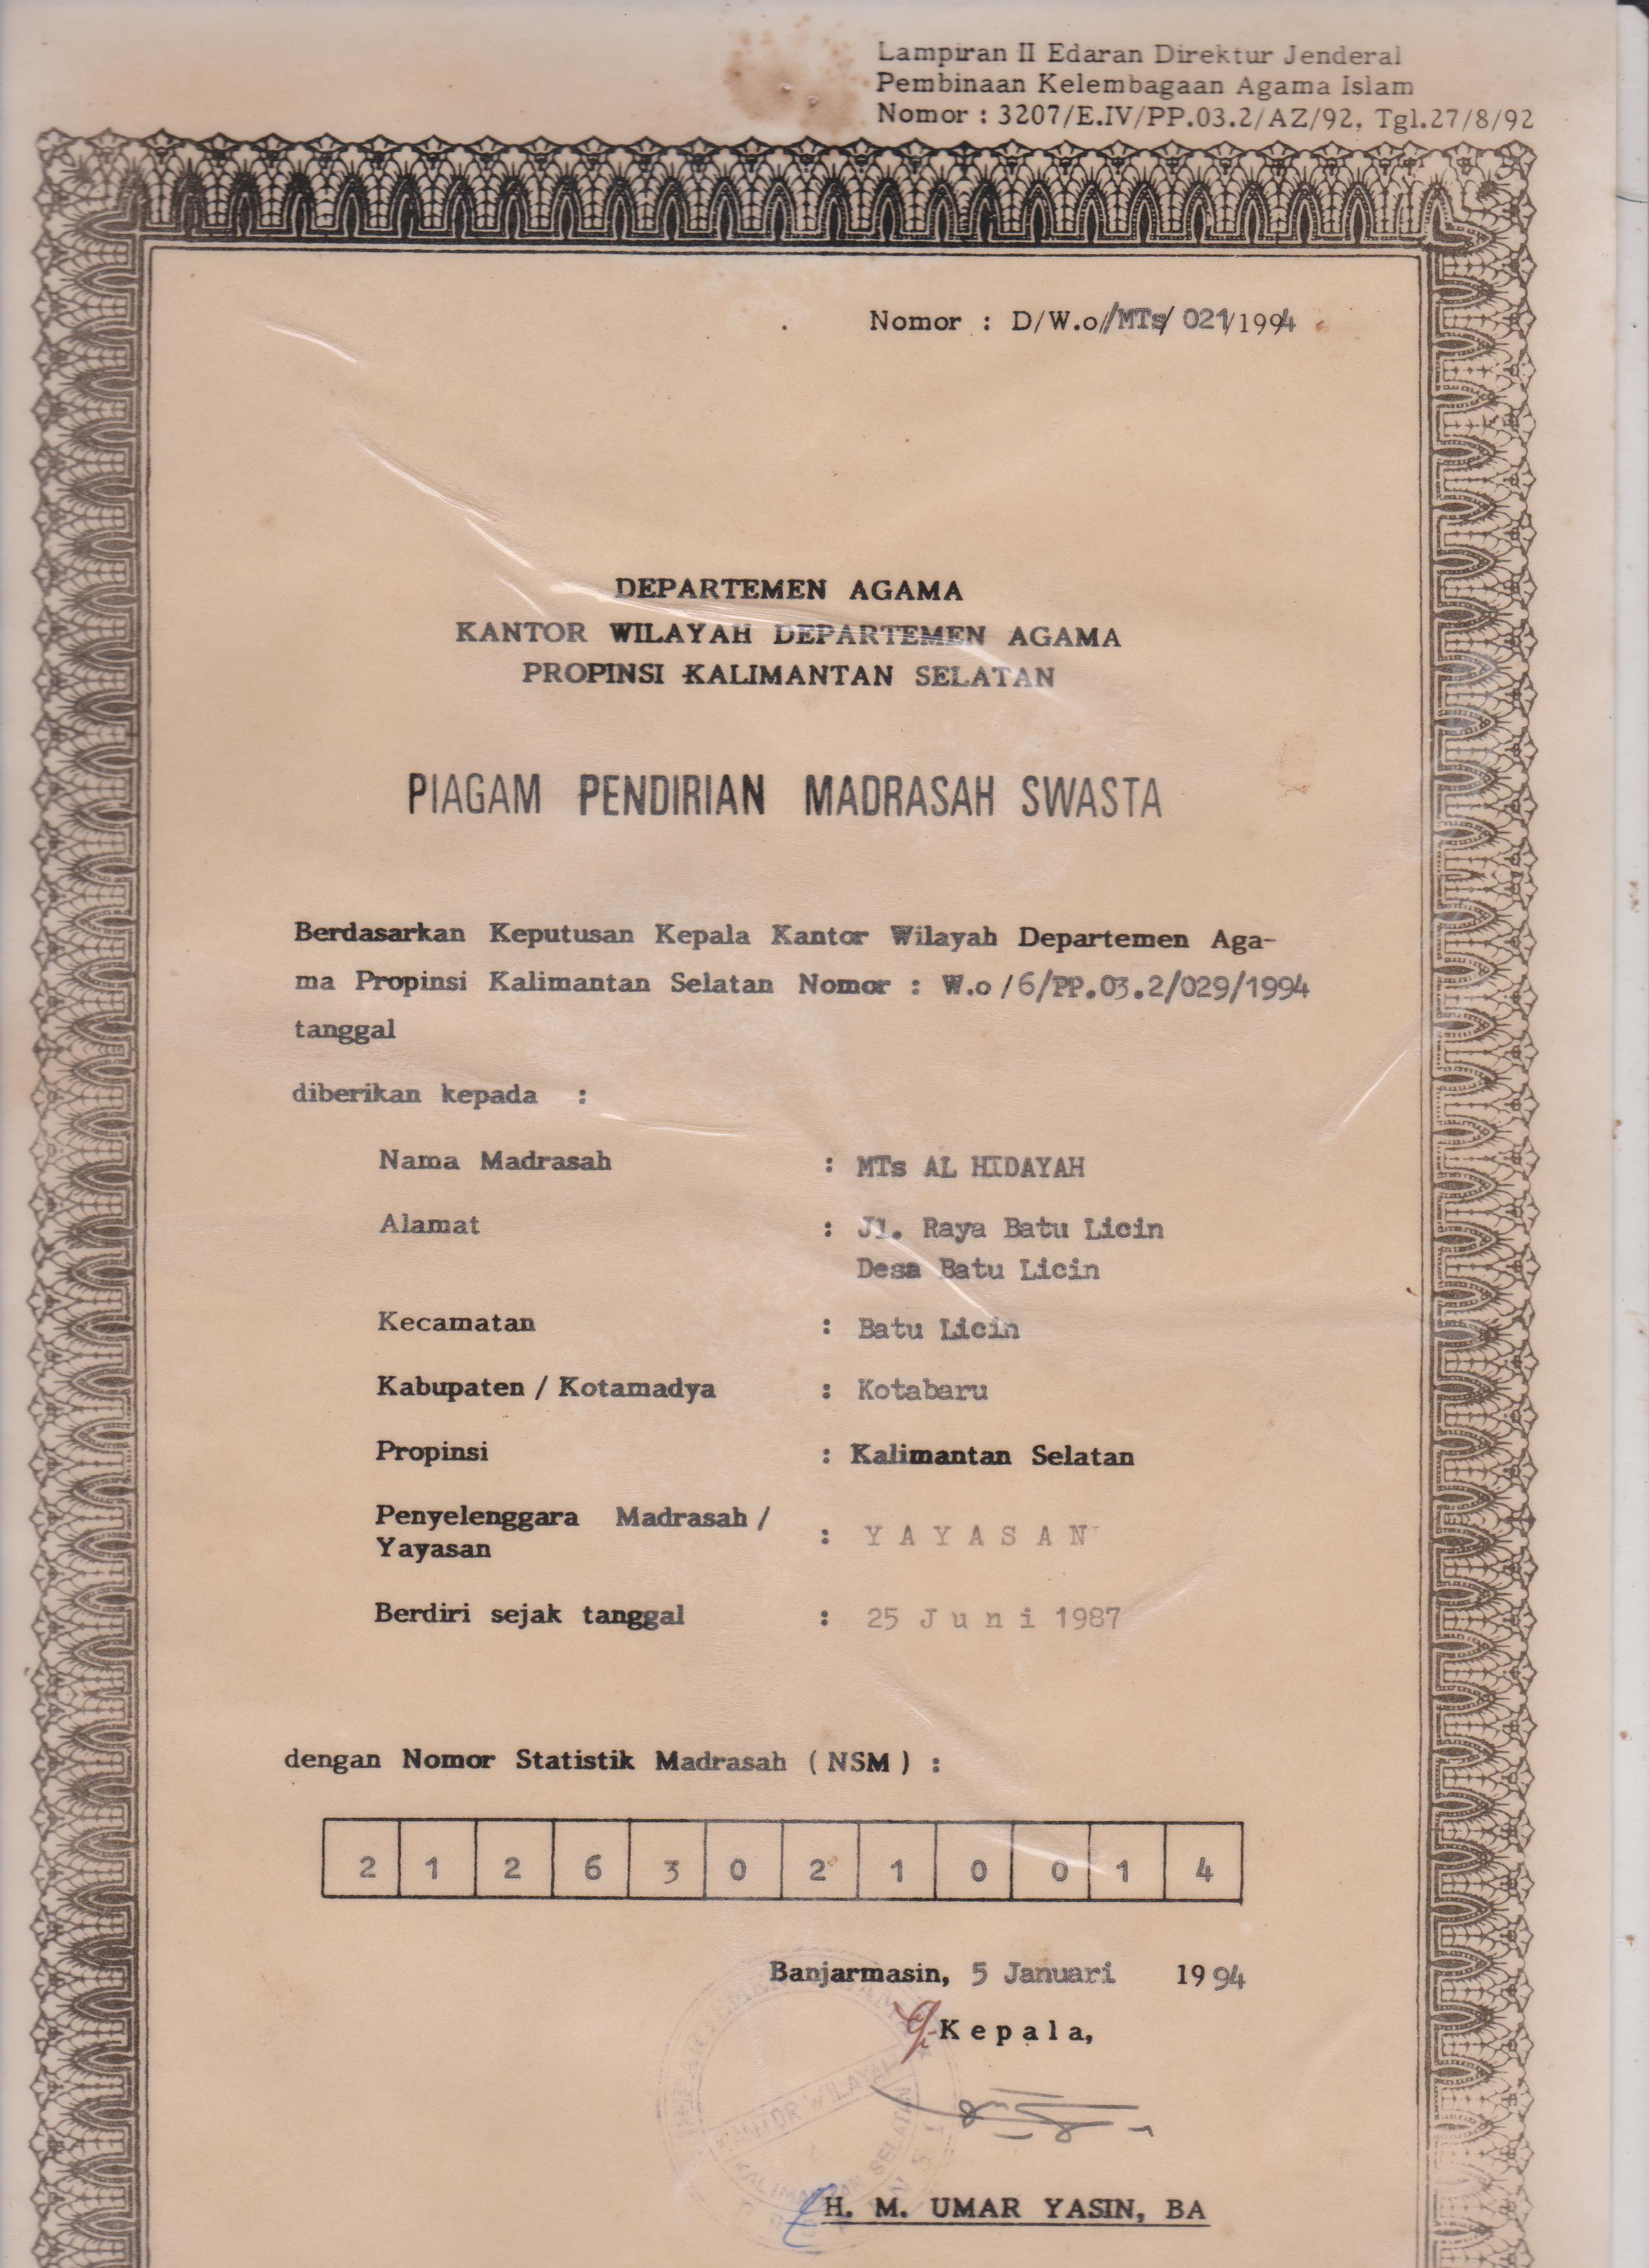 Lampiran II Edaran Direktur Jenderal
Pembinaan Kelembagaan Agama Islam
Nomor : 3207/E.IV/PP.03.2/AZ/92, Tgl.27/8/92
Nomor : D/W.o//MTs/ 021/1994
DEPARTEMEN AGAMA
KANTOR WILAYAH DEPARTEMEN AGAMA
PROPINSI KALIMANTAN SELATAN
PIAGAM PENDIRIAN MADRASAH SWASTA
Berdasarkan Keputusan Kepala Kantor Wilayah Departemen Aga-
ma Propinsi Kalimantan Selatan Nomor : W.o/6/PP.03.2/029/1994
tanggal
diberikan kepada :
Nama Madrasah : MTs AL HIDAYAH
Alamat : Jl. Raya Batu Licin
Desa Batu Licin
Kecamatan : Batu Licin
Kabupaten / Kotamadya : Kotabaru
Propinsi : Kalimantan Selatan
Penyelenggara Madrasah /
Yayasan : Y A Y A S A N
Berdiri sejak tanggal : 25 J u n i 1987
dengan Nomor Statistik Madrasah ( NSM ) :
2 1 2 6 3 0 2 1 0 0 1 4
Banjarmasin, 5 Januari 1994
K e p a l a,
KANTOR WILAYAH
KALIMANTAN SELATAN
H. M. UMAR YASIN, BA